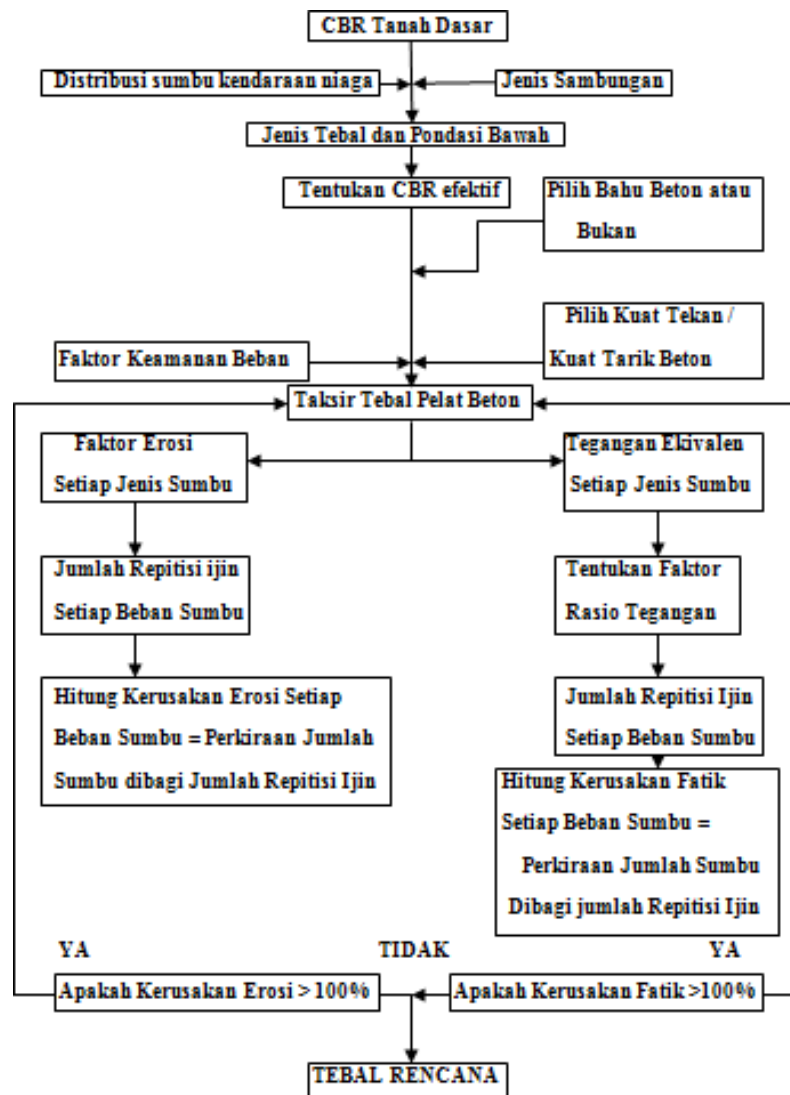 CBR Tanah Dasar
Distribusi sumbu kendaraan niaga
Jenis Sambungan
Jenis Tebal dan Pondasi Bawah
Tentukan CBR efektif
Pilih Bahu Beton atau
Bukan
Pilih Kuat Tekan /
Kuat Tarik Beton
Faktor Keamanan Beban
Taksir Tebal Pelat Beton
Faktor Erosi
Setiap Jenis Sumbu
Tegangan Ekivalen
Setiap Jenis Sumbu
Jumlah Repitisi ijin
Setiap Beban Sumbu
Tentukan Faktor
Rasio Tegangan
Hitung Kerusakan Erosi Setiap
Beban Sumbu = Perkiraan Jumlah
Sumbu dibagi Jumlah Repitisi Ijin
Jumlah Repitisi Ijin
Setiap Beban Sumbu
Hitung Kerusakan Fatik
Setiap Beban Sumbu =
Perkiraan Jumlah Sumbu
Dibagi jumlah Repitisi Ijin
YA
TIDAK
YA
Apakah Kerusakan Erosi > 100%
Apakah Kerusakan Fatik >100%
TEBAL RENCANA